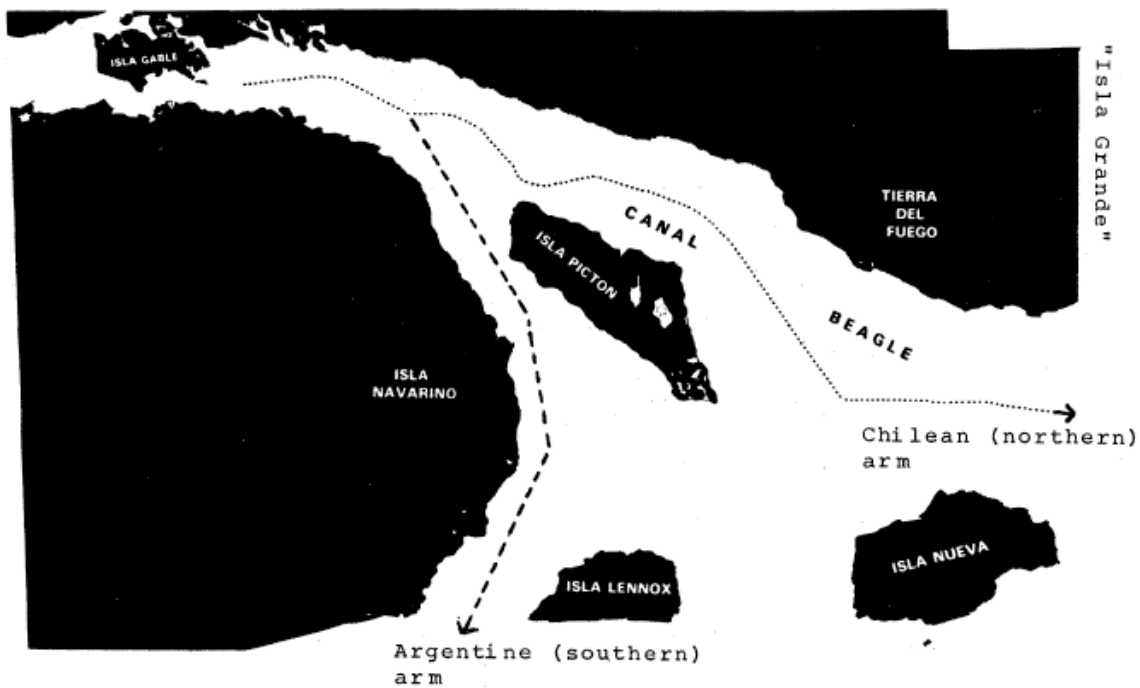 ISLA GABLE
"Isla Grande"
TIERRA
DEL
FUEGO
CANAL
ISLA PICTON
BEAGLE
ISLA
NAVARINO
Chilean (northern)
arm
ISLA NUEVA
ISLA LENNOX
Argentine (southern)
arm